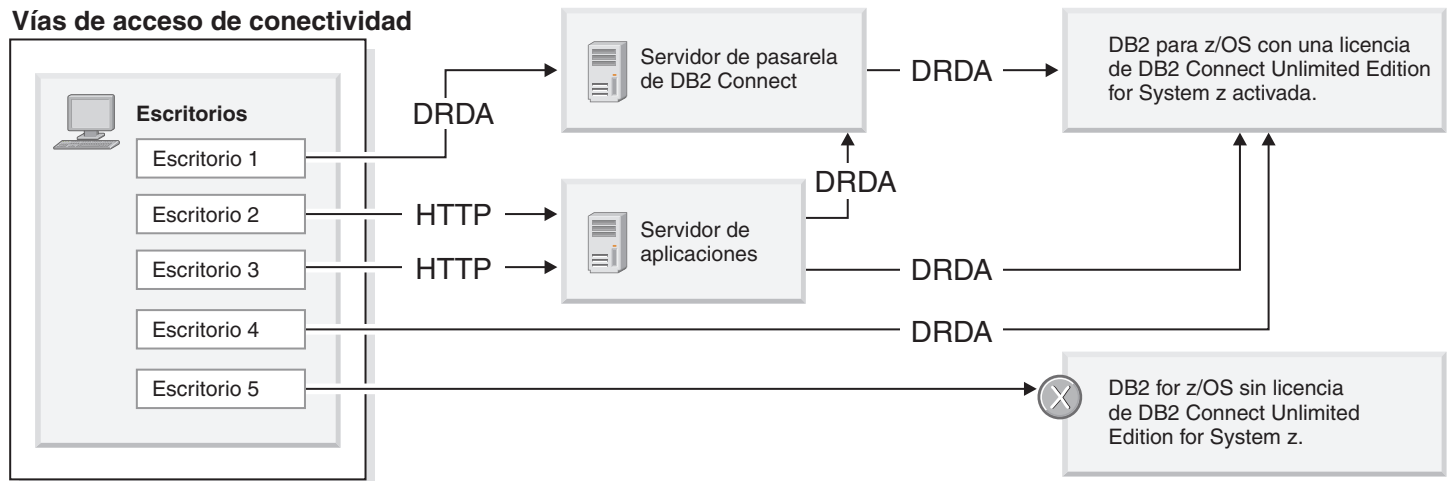 Vías de acceso de conectividad
Escritorios
Escritorio 1
Escritorio 2
Escritorio 3
Escritorio 4
Escritorio 5
DRDA
HTTP
HTTP
Servidor de pasarela
de DB2 Connect
Servidor de
aplicaciones
DRDA
DRDA
DRDA
DRDA
DB2 para z/OS con una licencia
de DB2 Connect Unlimited Edition
for System z activada.
X
DB2 for z/OS sin licencia
de DB2 Connect Unlimited
Edition for System z.